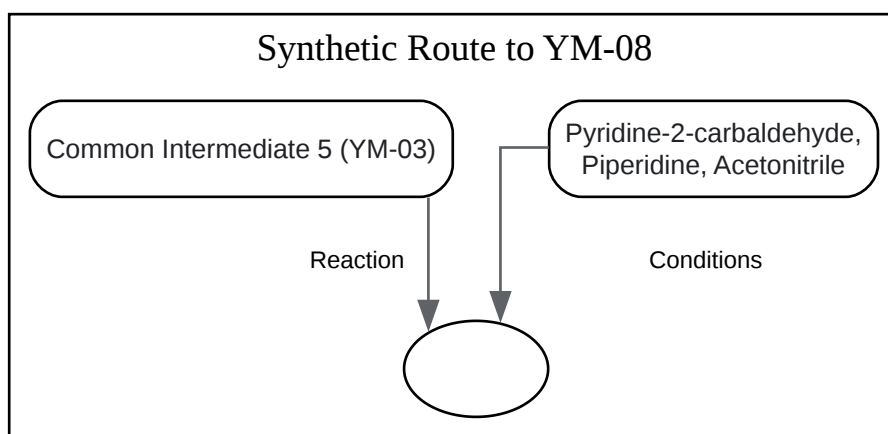 Synthetic Route to YM-08
Common Intermediate 5 (YM-03)
Pyridine-2-carbaldehyde,
Piperidine, Acetonitrile
Reaction
Conditions